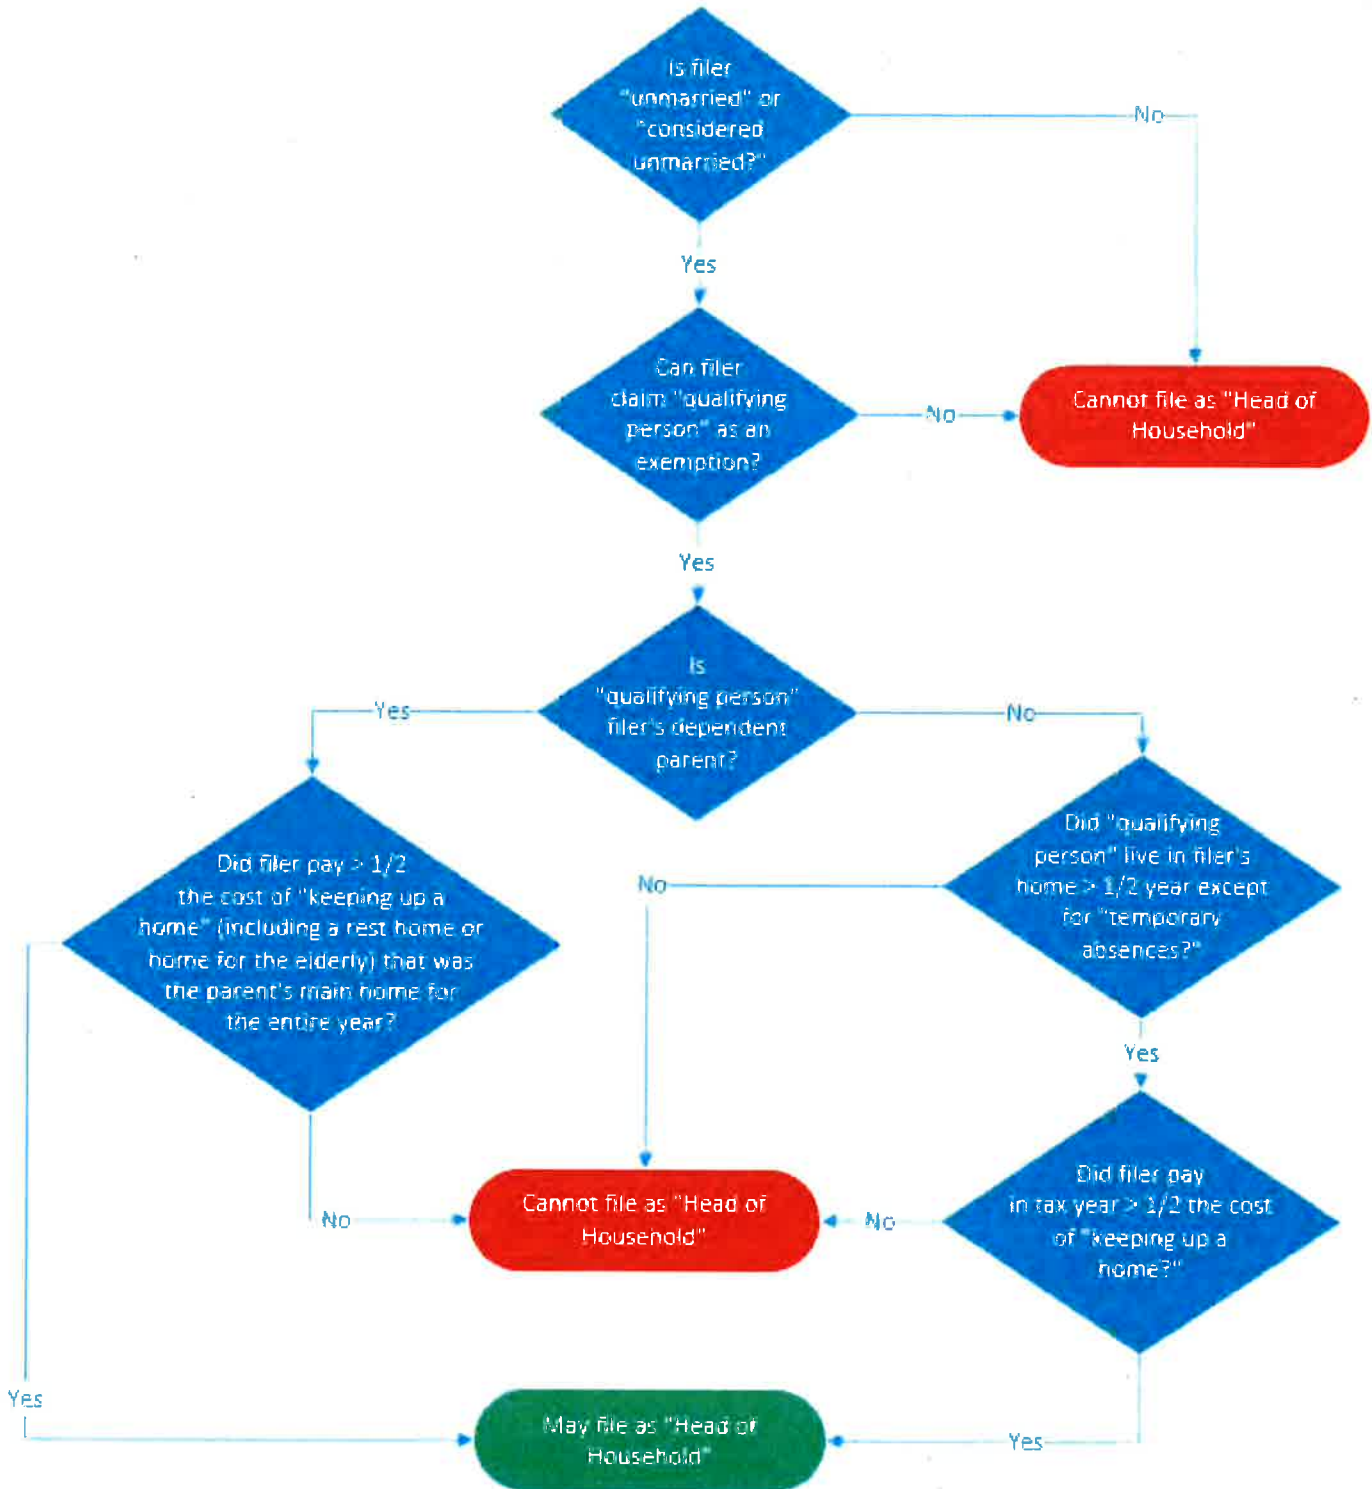 Is filer
"unmarried" or
"considered
unmarried?"
No
Yes
Can filer
claim "qualifying
person" as an
exemption?
No
Cannot file as "Head of
Household"
Yes
Is
"qualifying person"
filer's dependent
parent?
Yes
No
Did filer pay > 1/2
the cost of "keeping up a
home" (including a rest home or
home for the elderly) that was
the parent's main home for
the entire year?
Did "qualifying
person" live in filer's
home > 1/2 year except
for "temporary
absences?"
No
Yes
Did filer pay
in tax year > 1/2 the cost
of "keeping up a
home?"
No
Cannot file as "Head of
Household"
No
Yes
May file as "Head of
Household"
Yes